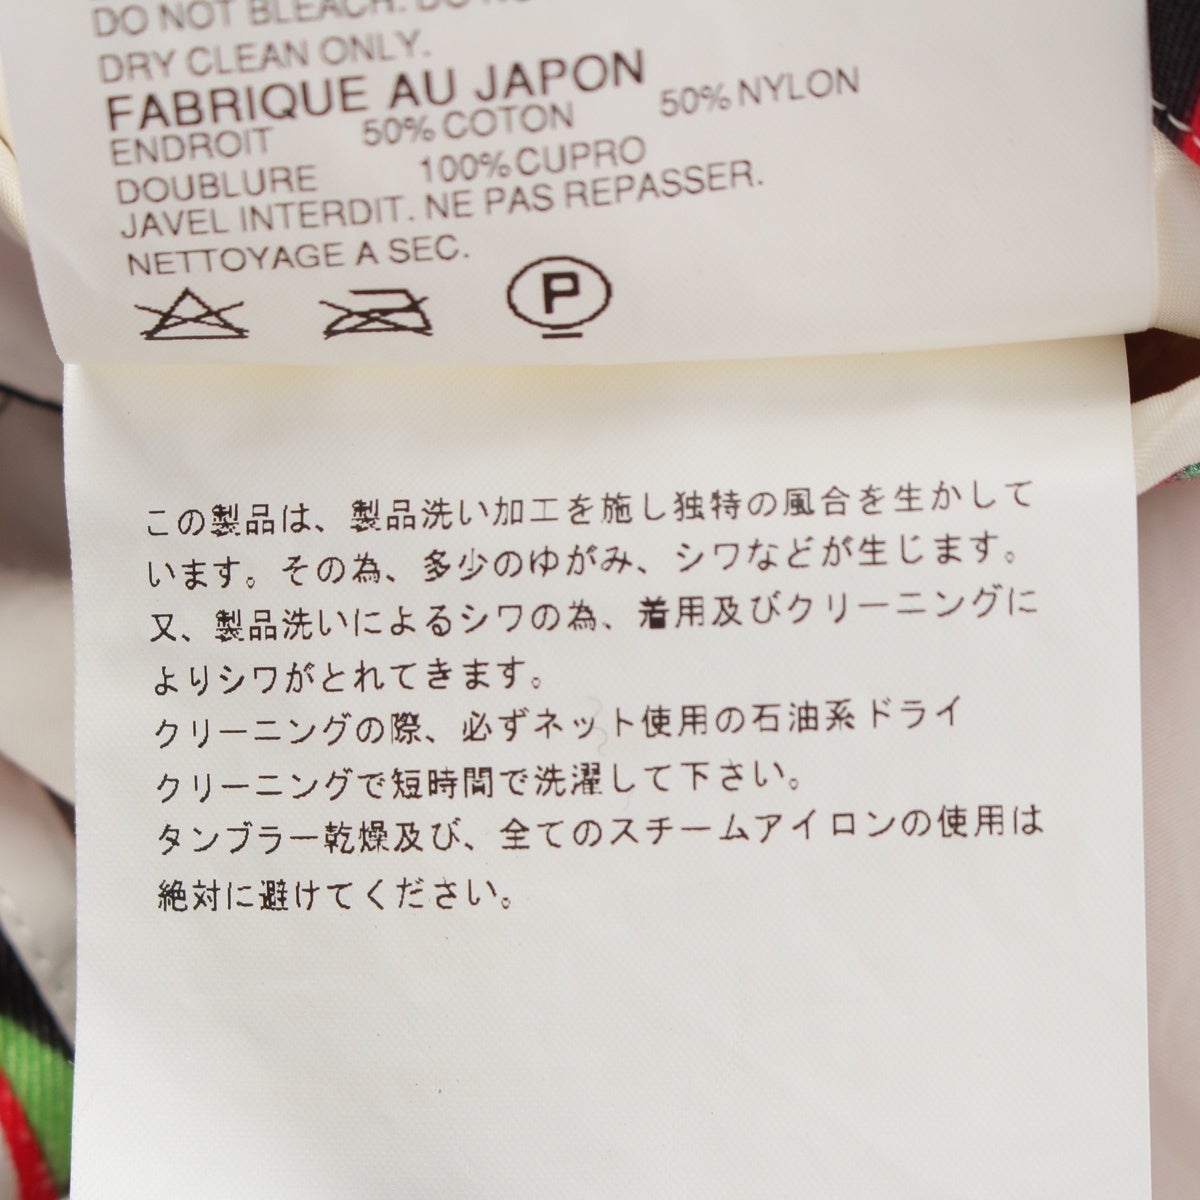 DO NOT BLEACH. DO NO
DRY CLEAN ONLY.
FABRIQUE AU JAPON
ENDROIT 50% COTON 50% NYLON
DOUBLURE 100% CUPRO
JAVEL INTERDIT. NE PAS REPASSER.
NETTOYAGE A SEC.
P
この製品は、製品洗い加工を施し独特の風合を生かして
います。その為、多少のゆがみ、シワなどが生じます。
又、製品洗いによるシワの為、着用及びクリーニングに
よりシワがとれてきます。
クリーニングの際、必ずネット使用の石油系ドライ
クリーニングで短時間で洗濯して下さい。
タンブラー乾燥及び、全てのスチームアイロンの使用は
絶対に避けてください。